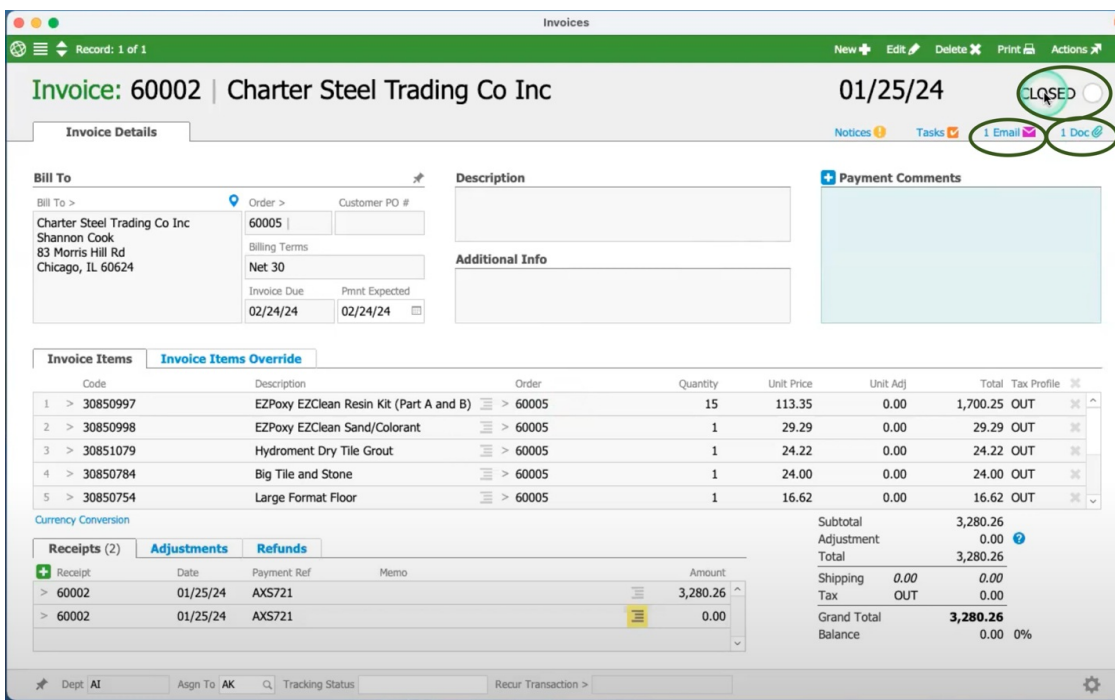 Invoices
Record: 1 of 1
New Edit Delete Print Actions
Invoice: 60002 | Charter Steel Trading Co Inc 01/25/24 CLOSED
Invoice Details
Notices Tasks 1 Email 1 Doc
Bill To
Bill To >
Charter Steel Trading Co Inc
Shannon Cook
83 Morris Hill Rd
Chicago, IL 60624
Order > Customer PO #
60005
Billing Terms
Net 30
Invoice Due Pmnt Expected
02/24/24 02/24/24
Description
Additional Info
Payment Comments
Invoice Items Invoice Items Override
Code Description Order Quantity Unit Price Unit Adj Total Tax Profile
1 > 30850997 EZPoxy EZClean Resin Kit (Part A and B) > 60005 15 113.35 0.00 1,700.25 OUT
2 > 30850998 EZPoxy EZClean Sand/Colorant > 60005 1 29.29 0.00 29.29 OUT
3 > 30851079 Hydroment Dry Tile Grout > 60005 1 24.22 0.00 24.22 OUT
4 > 30850784 Big Tile and Stone > 60005 1 24.00 0.00 24.00 OUT
5 > 30850754 Large Format Floor > 60005 1 16.62 0.00 16.62 OUT
Currency Conversion
Receipts (2) Adjustments Refunds
Receipt Date Payment Ref Memo Amount
> 60002 01/25/24 AXS721 3,280.26
> 60002 01/25/24 AXS721 0.00
Subtotal 3,280.26
Adjustment 0.00 ?
Total 3,280.26
Shipping 0.00 0.00
Tax OUT 0.00
Grand Total 3,280.26
Balance 0.00 0%
Dept AI Asgn To AK Tracking Status Recur Transaction >